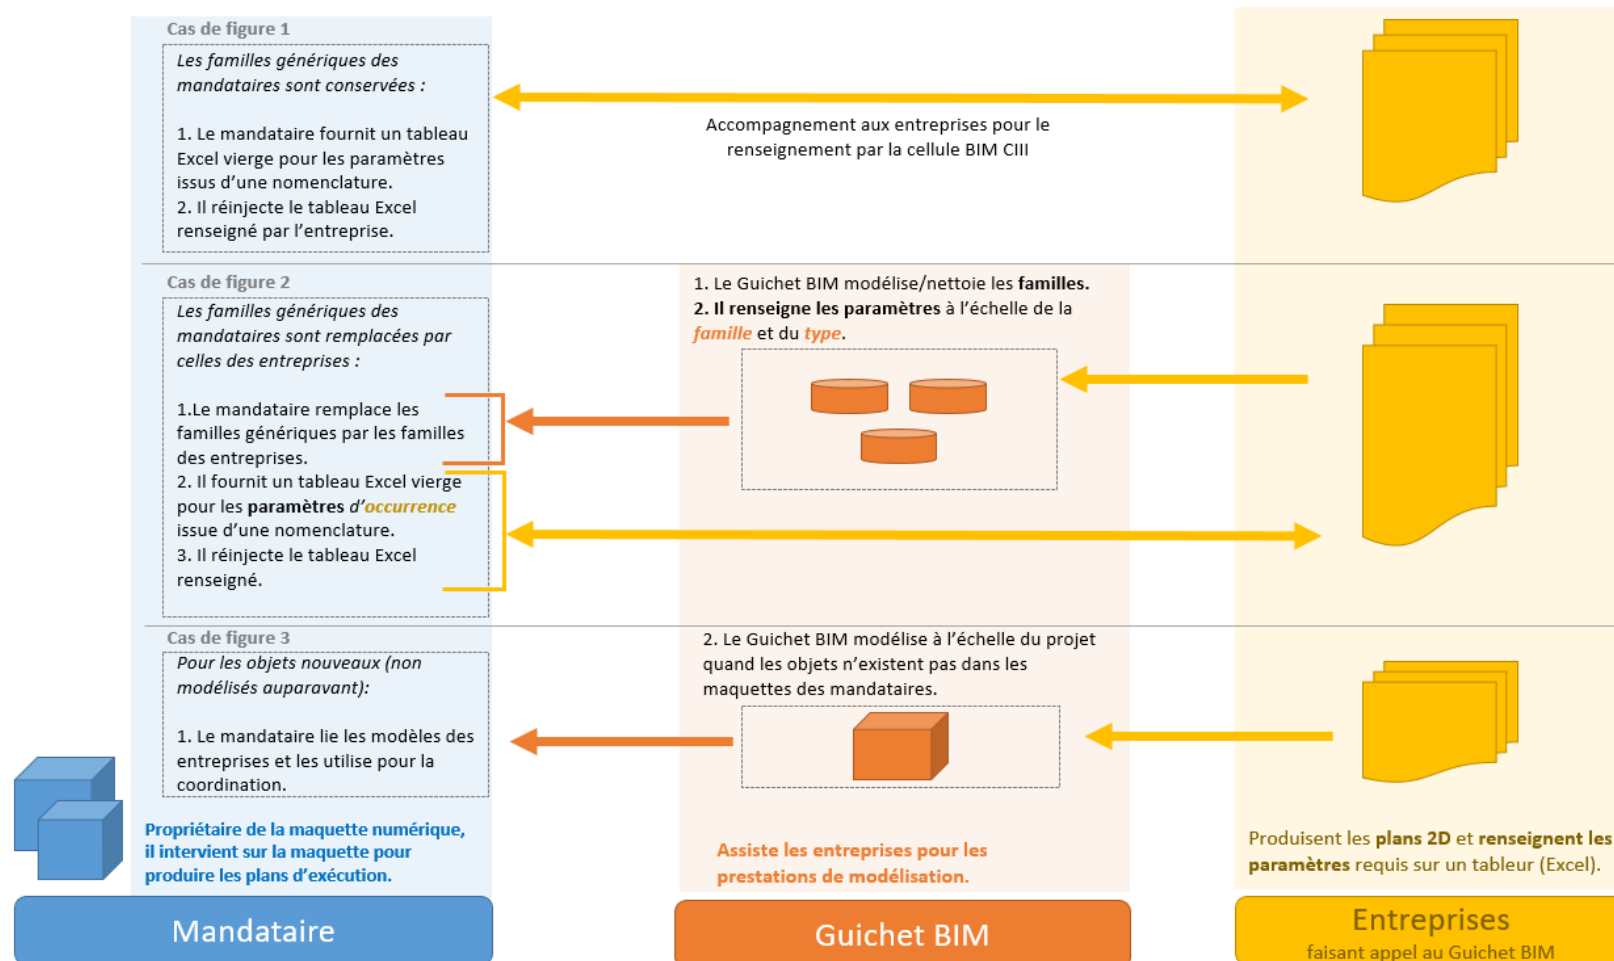 Cas de figure 1
Les familles génériques des
mandataires sont conservées :
1. Le mandataire fournit un tableau
Excel vierge pour les paramètres
issus d’une nomenclature.
2. Il réinjecte le tableau Excel
renseigné par l’entreprise.
Accompagnement aux entreprises pour le
renseignement par la cellule BIM CIII
Cas de figure 2
Les familles génériques des
mandataires sont remplacées par
celles des entreprises :
1.Le mandataire remplace les
familles génériques par les familles
des entreprises.
2. Il fournit un tableau Excel vierge
pour les paramètres d’occurrence
issue d’une nomenclature.
3. Il réinjecte le tableau Excel
renseigné.
1. Le Guichet BIM modélise/nettoie les familles.
2. Il renseigne les paramètres à l’échelle de la
famille et du type.
Cas de figure 3
Pour les objets nouveaux (non
modélisés auparavant):
1. Le mandataire lie les modèles des
entreprises et les utilise pour la
coordination.
2. Le Guichet BIM modélise à l’échelle du projet
quand les objets n’existent pas dans les
maquettes des mandataires.
Propriétaire de la maquette numérique,
il intervient sur la maquette pour
produire les plans d’exécution.
Assiste les entreprises pour les
prestations de modélisation.
Produisent les plans 2D et renseignent les
paramètres requis sur un tableur (Excel).
Mandataire
Guichet BIM
Entreprises
faisant appel au Guichet BIM